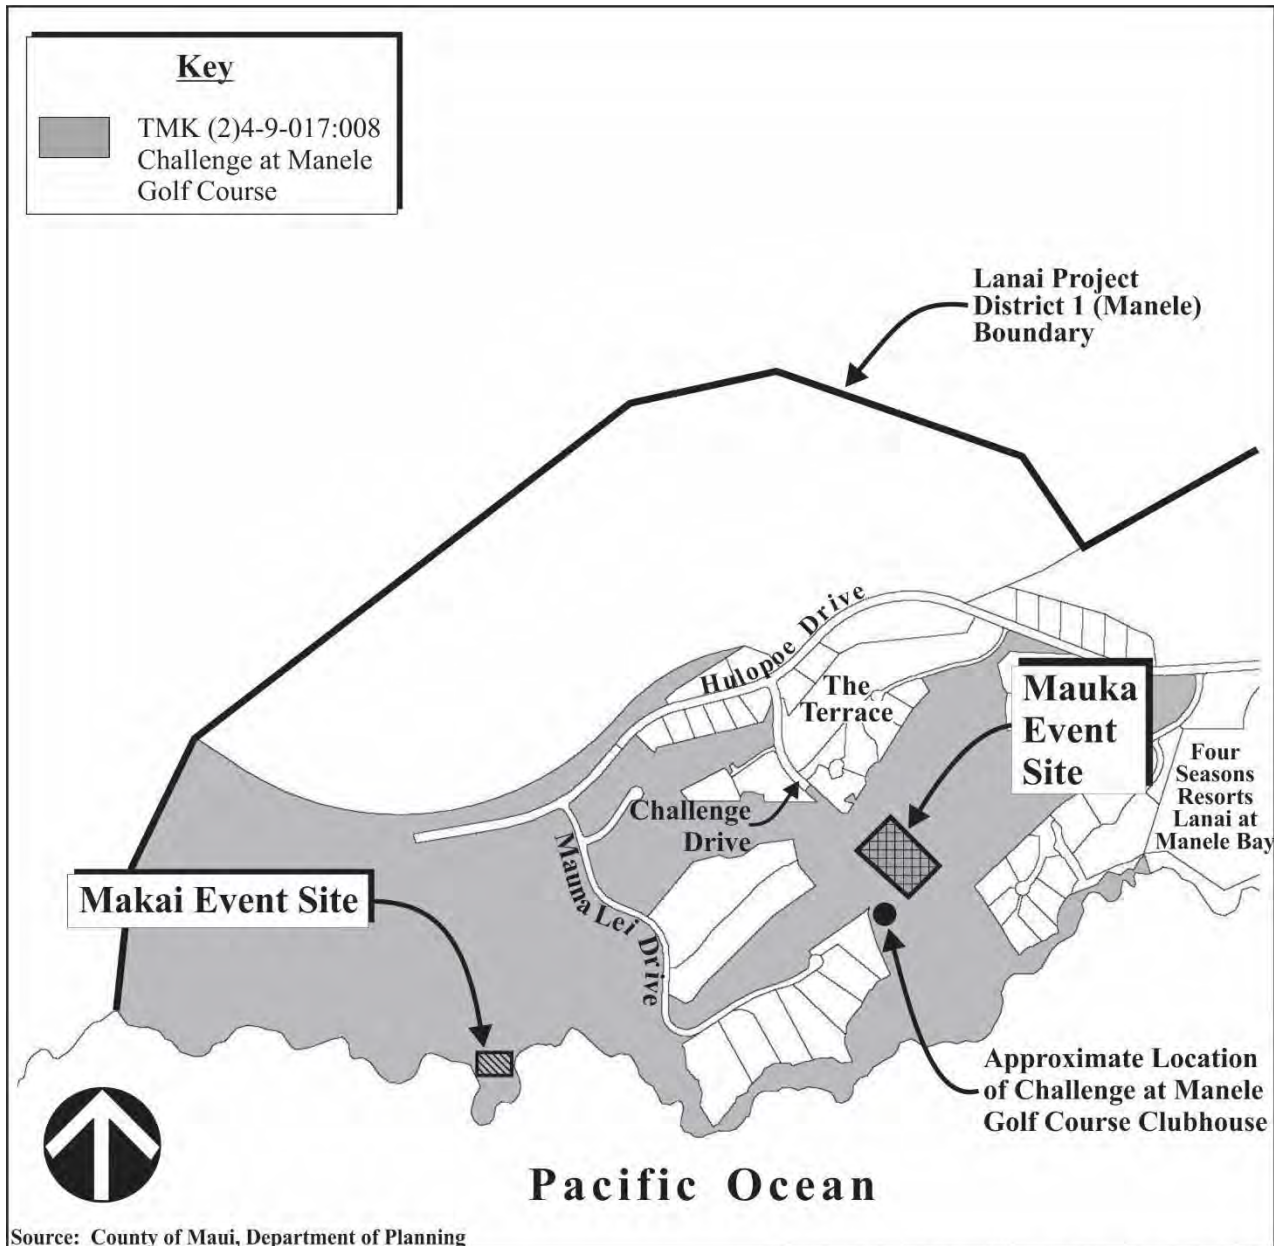 Key
TMK (2)4-9-017:008
Challenge at Manele
Golf Course
Lanai Project
District 1 (Manele)
Boundary
Hulopoe Drive
The
Terrace
Mauka
Event
Site
Four
Seasons
Resorts
Lanai at
Manele Bay
Challenge
Drive
Mauna Lei Drive
Makai Event Site
Approximate Location
of Challenge at Manele
Golf Course Clubhouse
Pacific Ocean
Source: County of Maui, Department of Planning